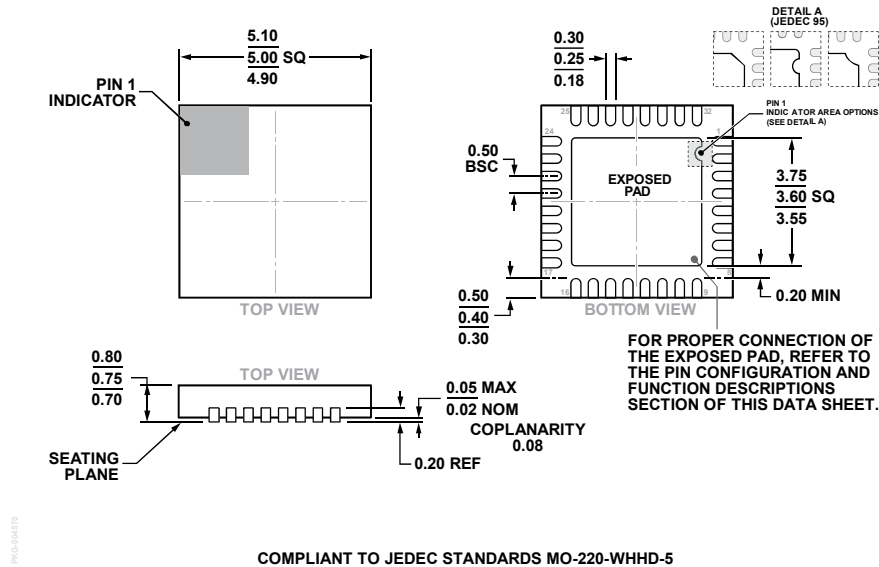 DETAIL A
(JEDEC 95)
5.10
5.00 SQ
4.90
0.30
0.25
0.18
PIN 1
INDICATOR
PIN 1
INDIC ATOR AREA OPTIONS
(SEE DETAIL A)
25
32
24
1
0.50
BSC
EXPOSED
PAD
3.75
3.60 SQ
3.55
17
8
16
9
TOP VIEW
BOTTOM VIEW
0.20 MIN
0.50
0.40
0.30
FOR PROPER CONNECTION OF
THE EXPOSED PAD, REFER TO
THE PIN CONFIGURATION AND
FUNCTION DESCRIPTIONS
SECTION OF THIS DATA SHEET.
0.80
0.75
0.70
TOP VIEW
0.05 MAX
0.02 NOM
COPLANARITY
0.08
SEATING
PLANE
0.20 REF
PKG-004570
COMPLIANT TO JEDEC STANDARDS MO-220-WHHD-5